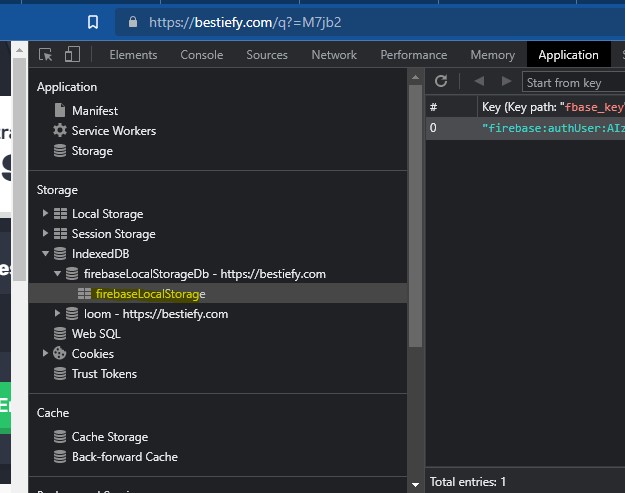 https://bestiefy.com/q?=M7jb2
Elements Console Sources Network Performance Memory Application
Application
Manifest
Service Workers
Storage
Storage
Local Storage
Session Storage
IndexedDB
firebaseLocalStorageDb - https://bestiefy.com
firebaseLocalStorage
loom - https://bestiefy.com
Web SQL
Cookies
Trust Tokens
Cache
Cache Storage
Back-forward Cache
Start from key
# Key (Key path: "fbase_key"
0 "firebase:authUser:AIz
Total entries: 1